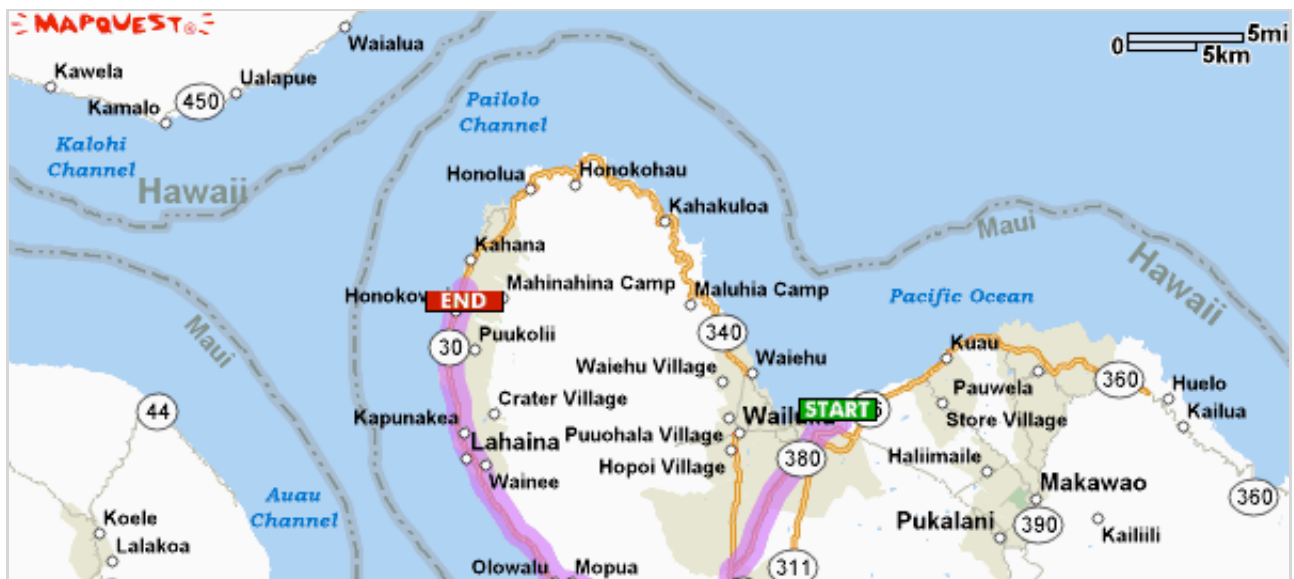 MAPQUEST®
Waialua
5mi
0
5km
Kawela
Ualapue
Kamalo
450
Pailolo
Channel
Kalohi
Channel
Hawaii
Honolua
Honokohau
Kahakuloa
Maui
Hawaii
Kahana
Mahinahina Camp
END
Maluhia Camp
Pacific Ocean
Maui
30
Puukolii
340
Kuau
Waiehu Village
Waiehu
Pauwela
360
Huelo
44
Crater Village
START
Store Village
Kailua
Kapunakea
Lahaina
Puuohala Village
380
Haliimaile
Hopoi Village
Wainee
Makawao
360
Auau
Channel
Koele
Pukalani
390
Kailiili
Lalakoa
Olowalu
Mopua
311